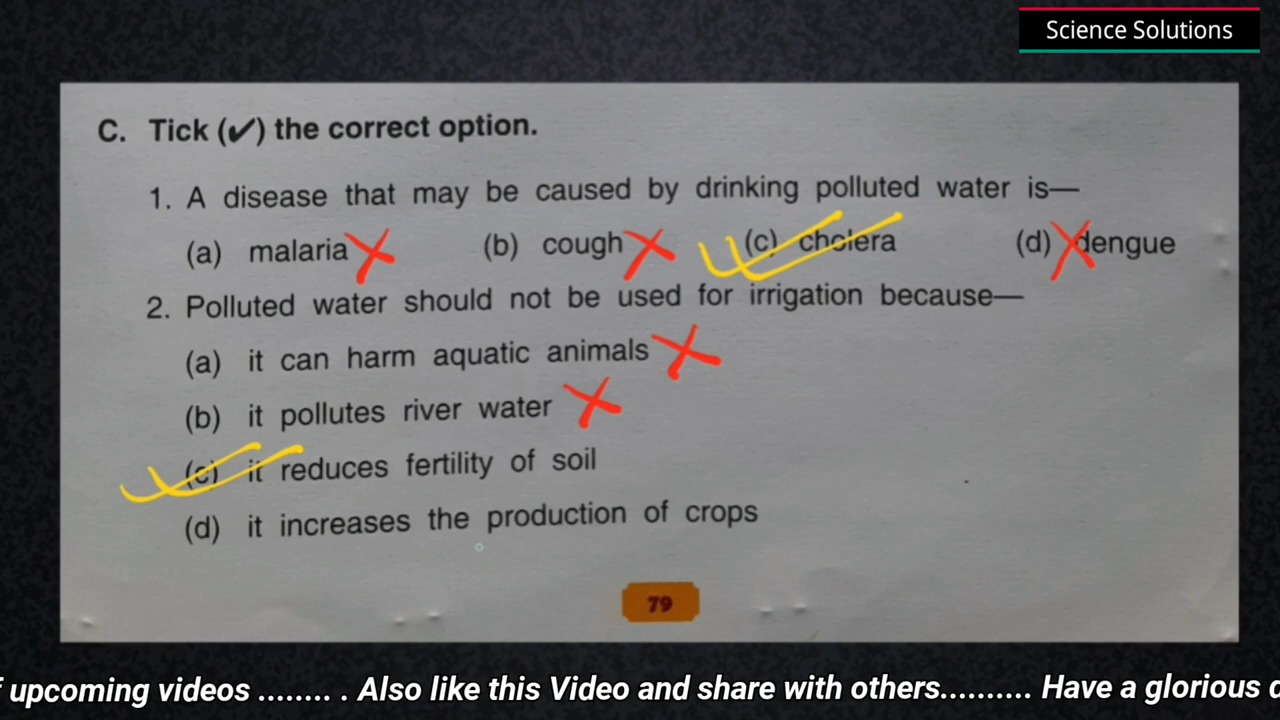 Science Solutions
C. Tick (✔) the correct option.
1. A disease that may be caused by drinking polluted water is—
(a) malaria (b) cough (c) cholera (d) dengue
2. Polluted water should not be used for irrigation because—
(a) it can harm aquatic animals
(b) it pollutes river water
(c) it reduces fertility of soil
(d) it increases the production of crops
79
upcoming videos ........ . Also like this Video and share with others.......... Have a glorious